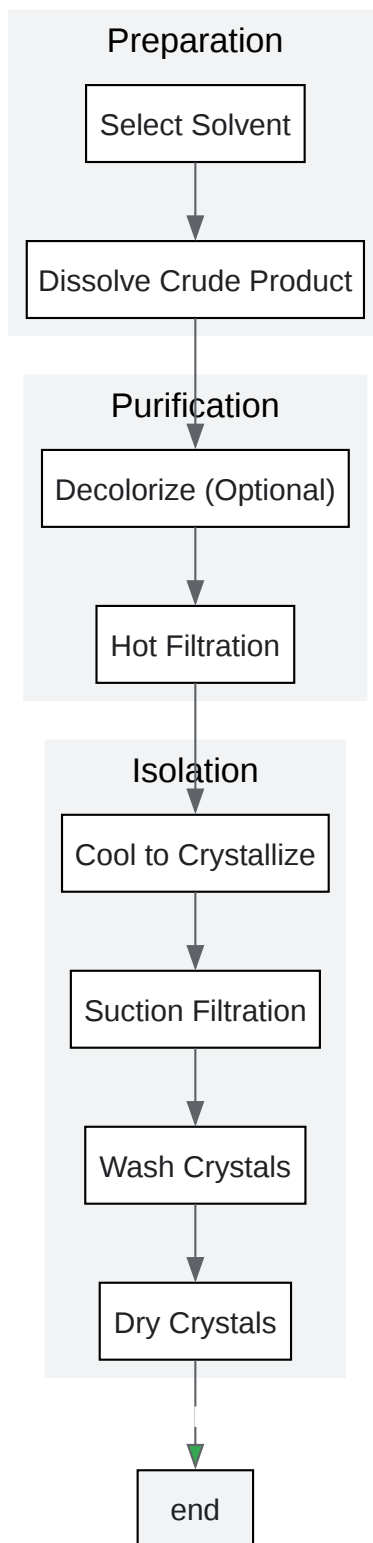 Preparation
Select Solvent
Dissolve Crude Product
Purification
Decolorize (Optional)
Hot Filtration
Isolation
Cool to Crystallize
Suction Filtration
Wash Crystals
Dry Crystals
end